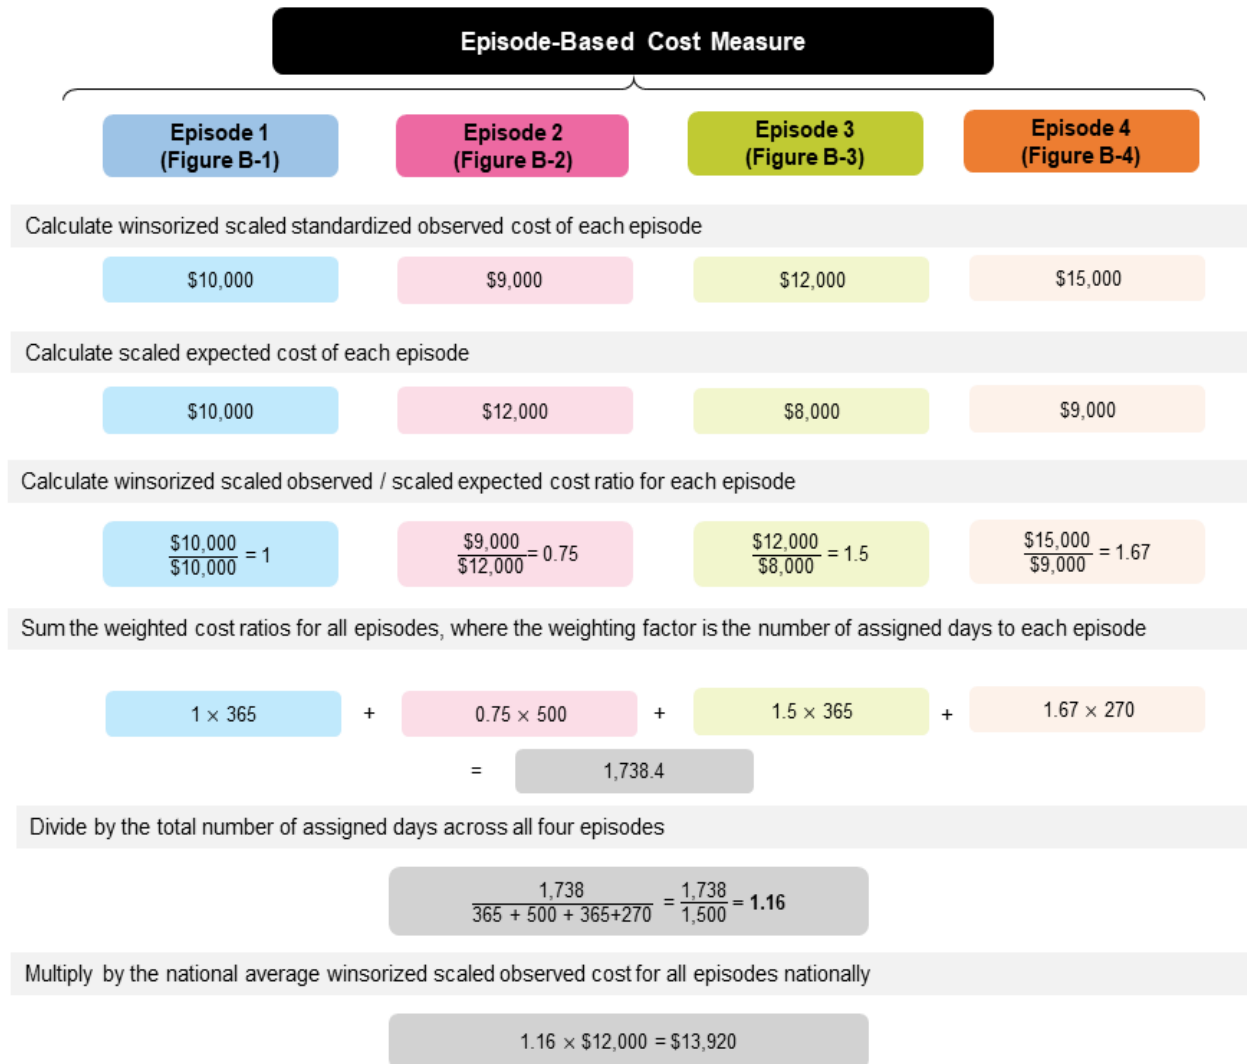 Episode-Based Cost Measure
Episode 1 Episode 2 Episode 3 Episode 4
(Figure B-1) (Figure B-2) (Figure B-3) (Figure B-4)
Calculate winsorized scaled standardized observed cost of each episode
$10,000 $9,000 $12,000 $15,000
Calculate scaled expected cost of each episode
$10,000 $12,000 $8,000 $9,000
Calculate winsorized scaled observed / scaled expected cost ratio for each episode
$10,000 $9,000 $12,000 $15,000
= 1 = 0.75 = 1.5 = 1.67
$10,000 $12,000 $8,000 $9,000
Sum the weighted cost ratios for all episodes, where the weighting factor is the number of assigned days to each episode
1 × 365 + 0.75 × 500 + 1.5 × 365 + 1.67 × 270
= 1,738.4
Divide by the total number of assigned days across all four episodes
1,738 1,738
= = 1.16
365 + 500 + 365+270 1,500
Multiply by the national average winsorized scaled observed cost for all episodes nationally
1.16 × $12,000 = $13,920